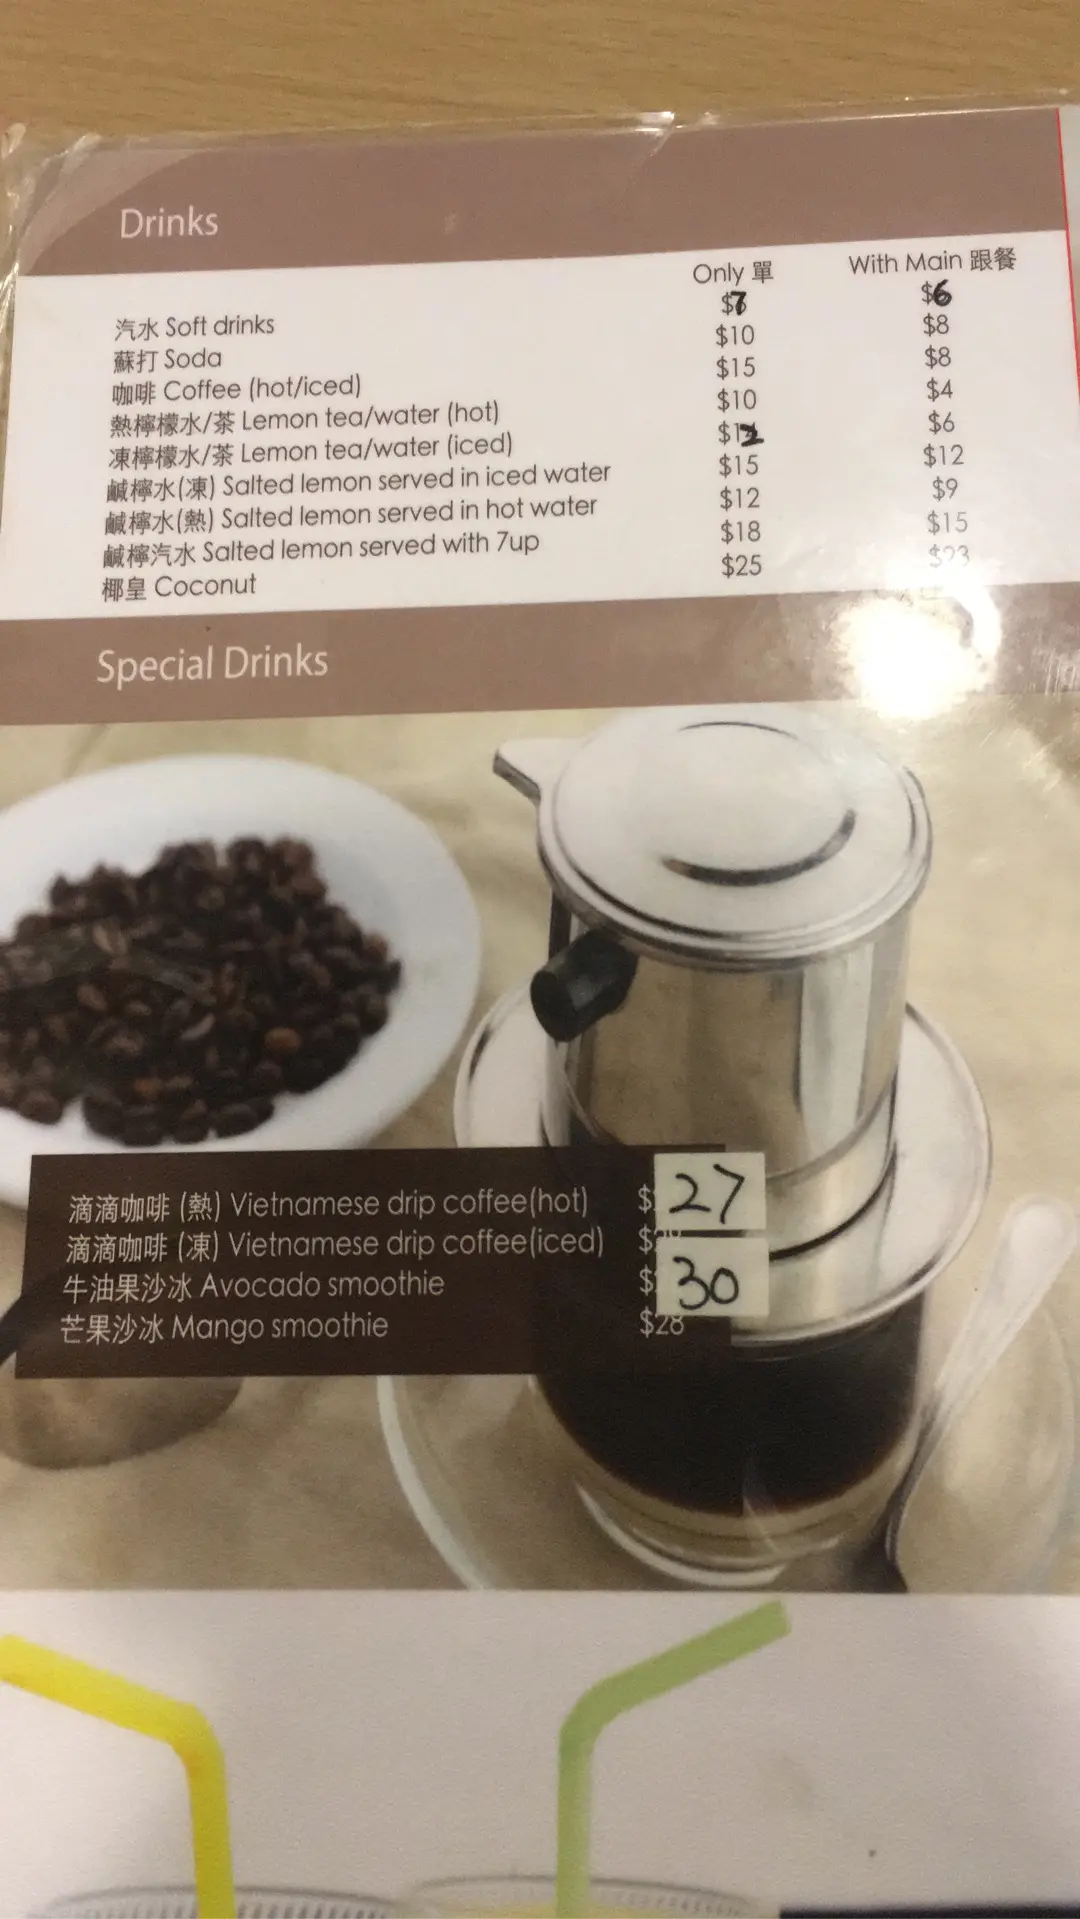 Drinks
Only 單 With Main 跟餐
汽水 Soft drinks $7 $6
蘇打 Soda $10 $8
咖啡 Coffee (hot/iced) $15 $8
熱檸檬水/茶 Lemon tea/water (hot) $10 $4
凍檸檬水/茶 Lemon tea/water (iced) $12 $6
鹹檸水(凍) Salted lemon served in iced water $15 $12
鹹檸水(熱) Salted lemon served in hot water $12 $9
鹹檸汽水 Salted lemon served with 7up $18 $15
椰皇 Coconut $25 $23
Special Drinks
滴滴咖啡 (熱) Vietnamese drip coffee(hot) $ 27
滴滴咖啡 (凍) Vietnamese drip coffee(iced) $
牛油果沙冰 Avocado smoothie $ 30
芒果沙冰 Mango smoothie $28